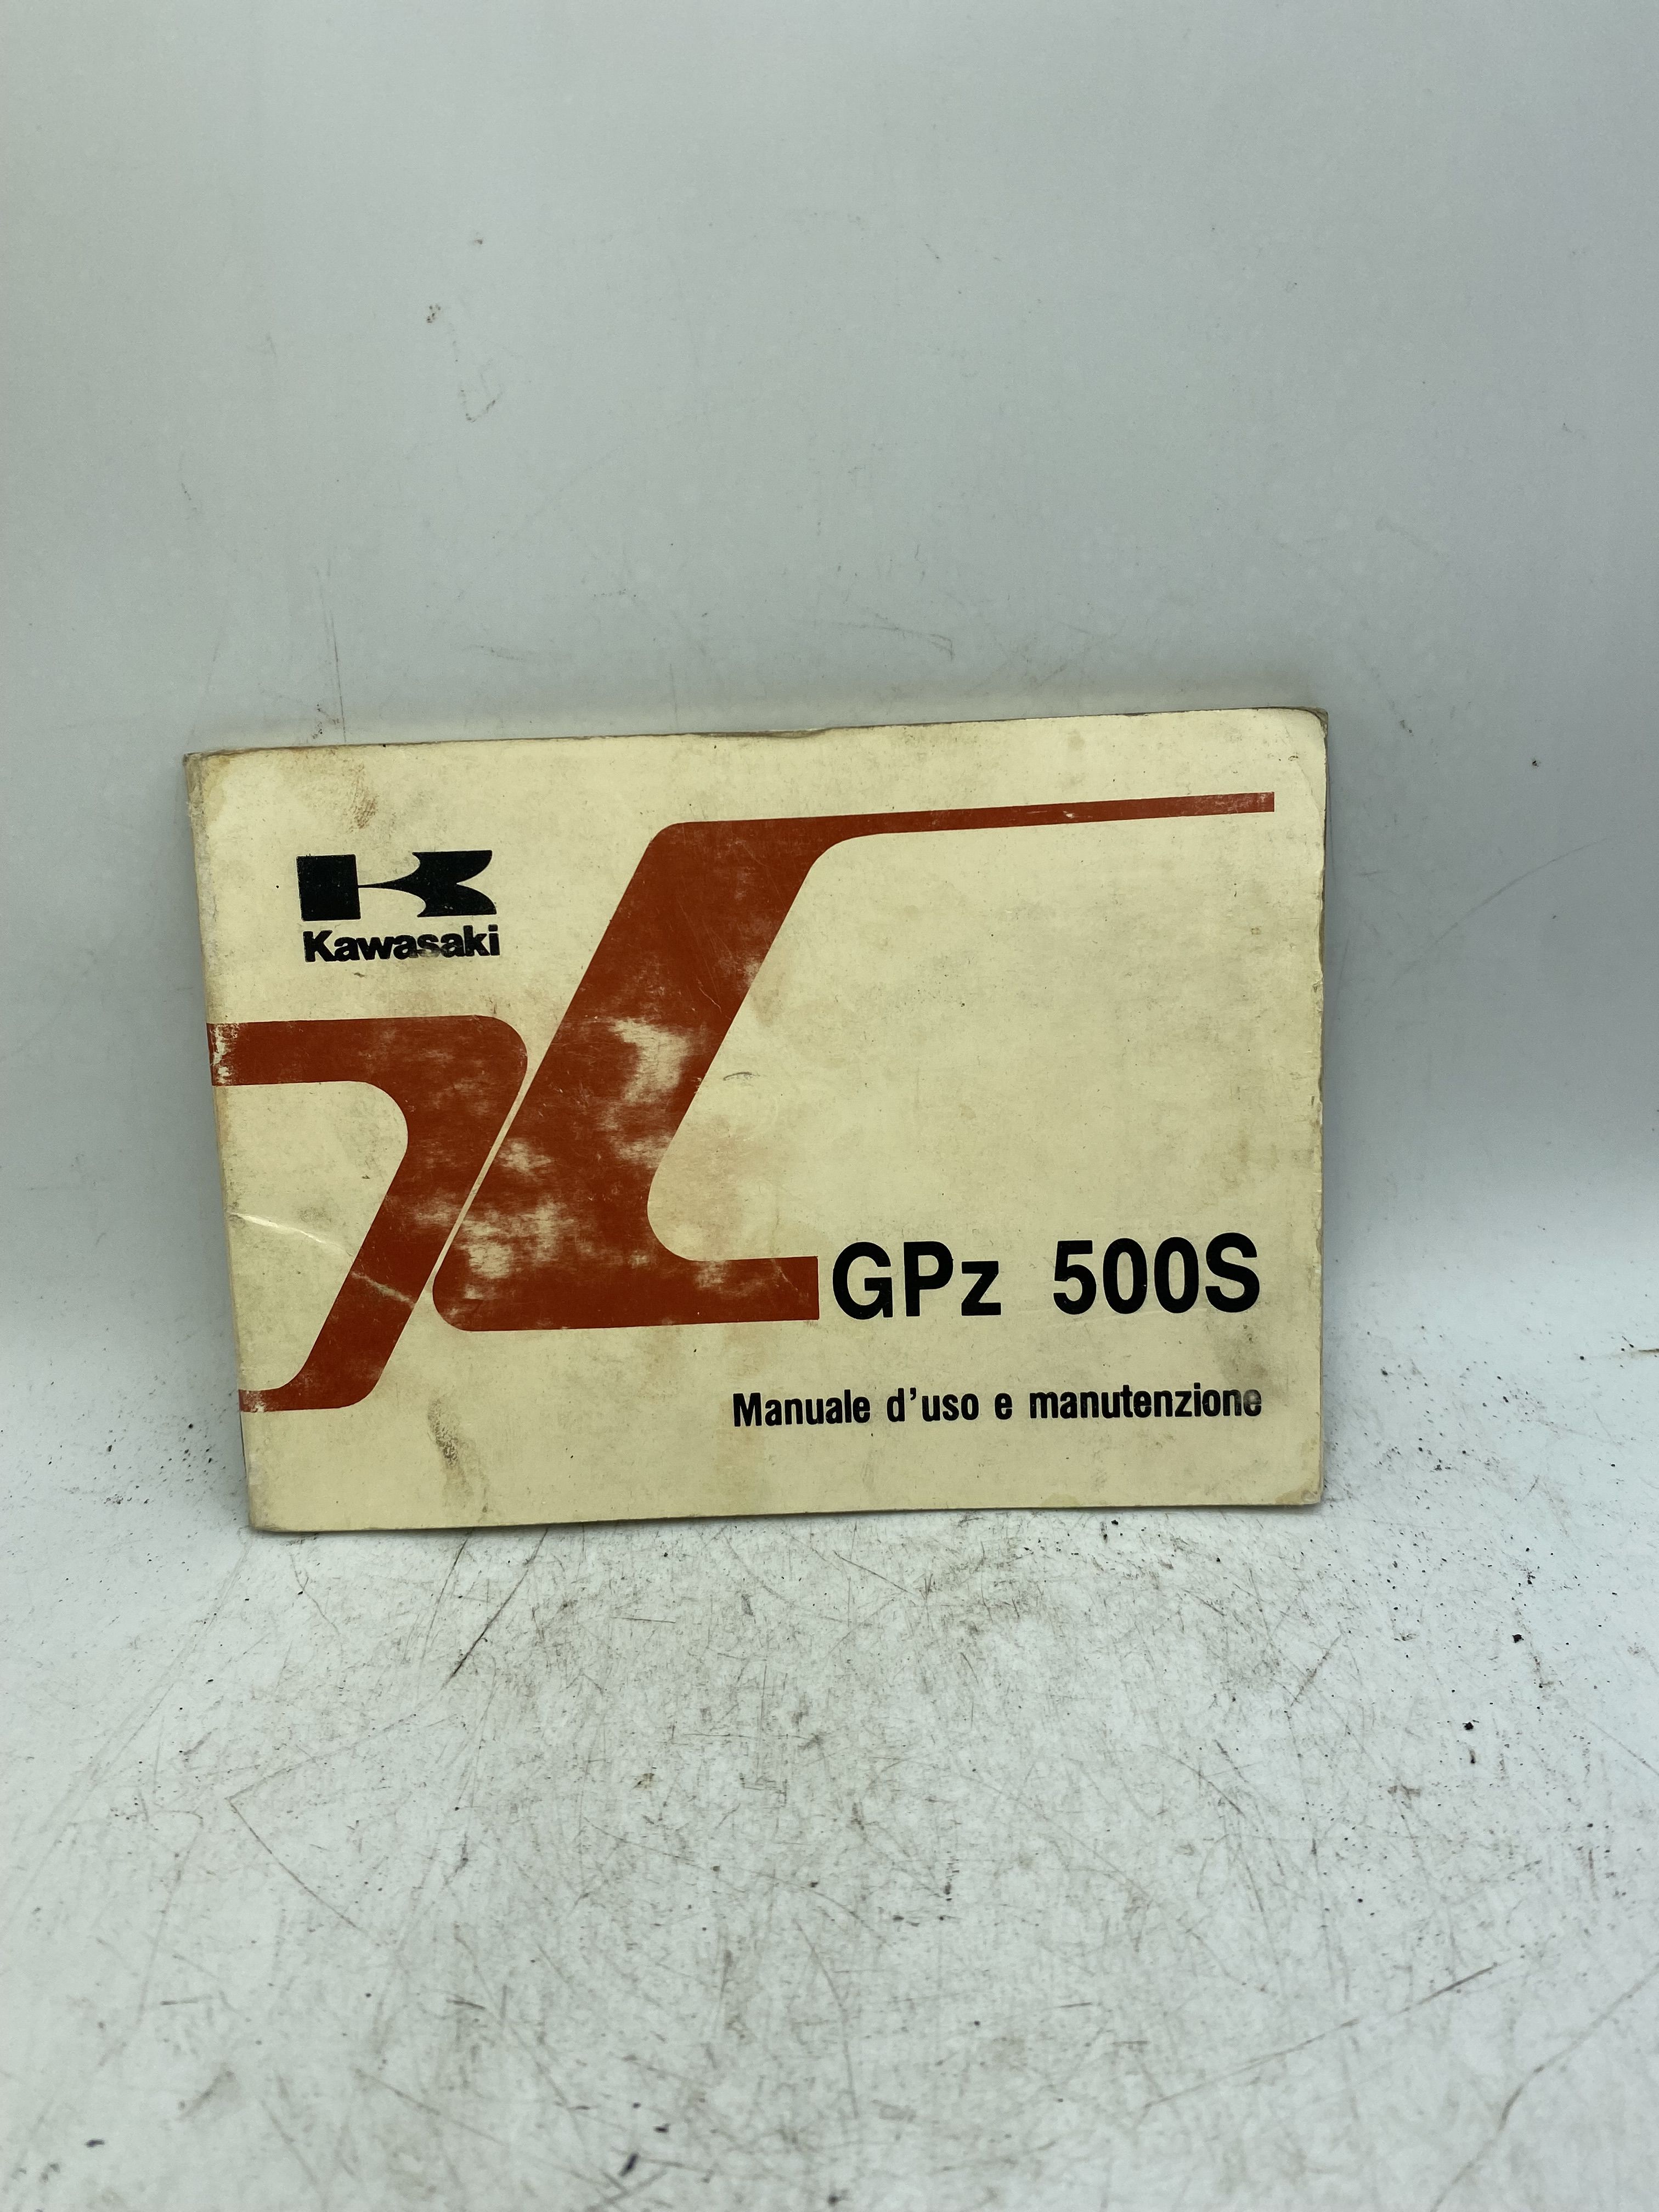 Kawasaki
GPz 500S
Manuale d'uso e manutenzione